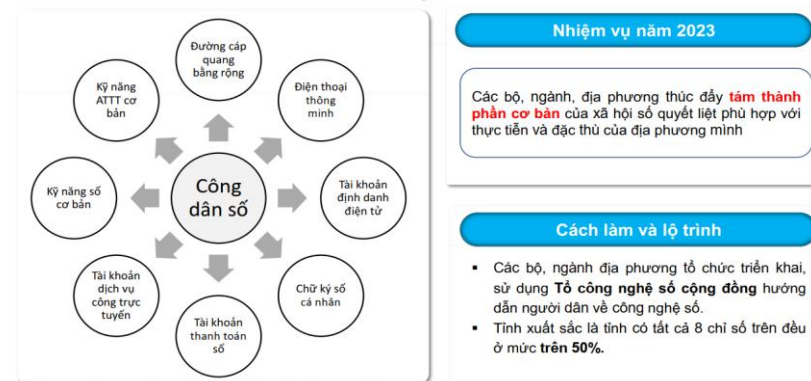 Đường cáp
quang
băng rộng
Điện thoại
thông
minh
Tài khoản
định danh
điện tử
Chữ ký số
cá nhân
Tài khoản
thanh toán
số
Tài khoản
dịch vụ
công trực
tuyến
Kỹ năng số
cơ bản
Kỹ năng
ATTT cơ
bản
Công
dân số
Nhiệm vụ năm 2023
Các bộ, ngành, địa phương thúc đẩy tám thành
phần cơ bản của xã hội số quyết liệt phù hợp với
thực tiễn và đặc thù của địa phương mình
Cách làm và lộ trình
▪ Các bộ, ngành địa phương tổ chức triển khai,
sử dụng Tổ công nghệ số cộng đồng hướng
dẫn người dân về công nghệ số.
▪ Tỉnh xuất sắc là tỉnh có tất cả 8 chỉ số trên đều
ở mức trên 50%.